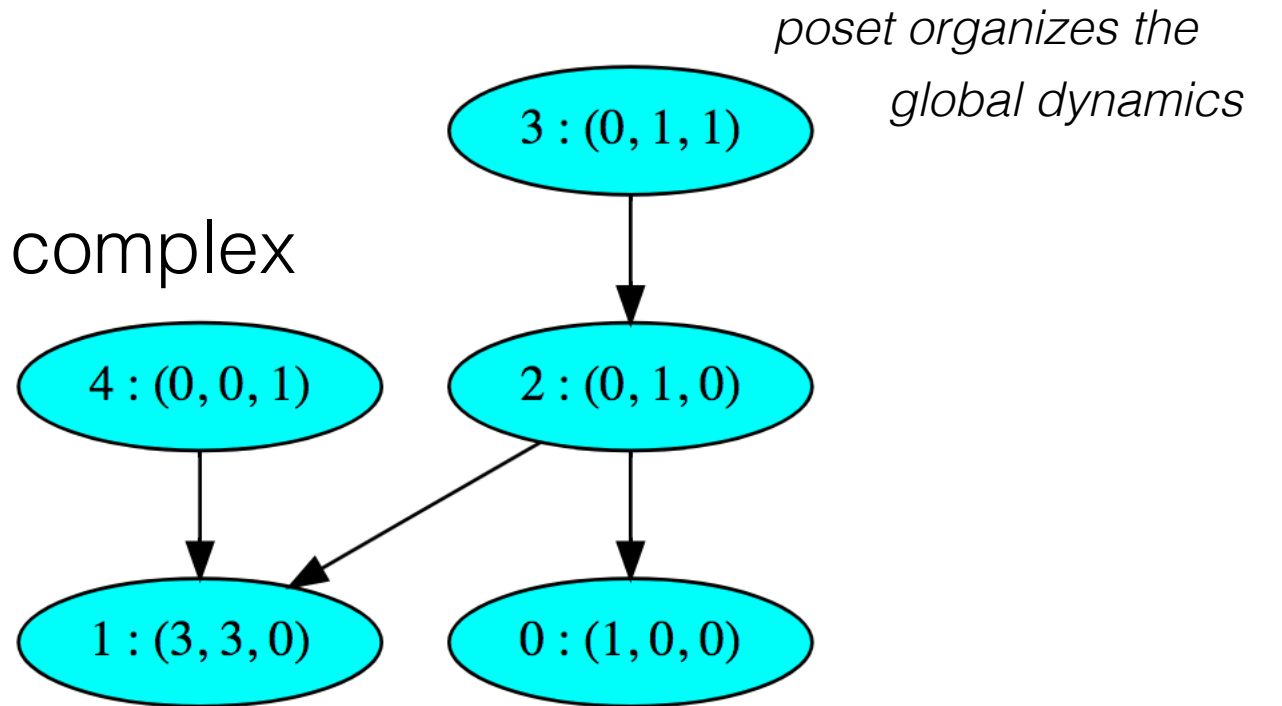 poset organizes the
global dynamics
3 : (0, 1, 1)
complex
4 : (0, 0, 1)
2 : (0, 1, 0)
1 : (3, 3, 0)
0 : (1, 0, 0)